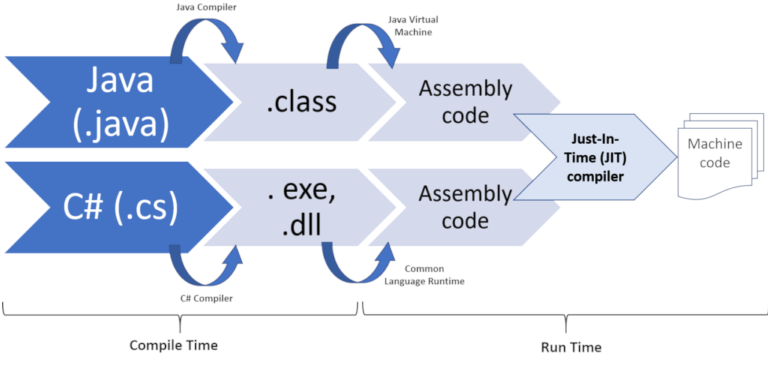 Java Compiler
Java Virtual
Machine
Java
(.java)
.class
Assembly
code
Just-In-
Time (JIT)
compiler
Machine
code
C# (.cs)
. exe,
.dll
Assembly
code
C# Compiler
Common
Language Runtime
Compile Time
Run Time